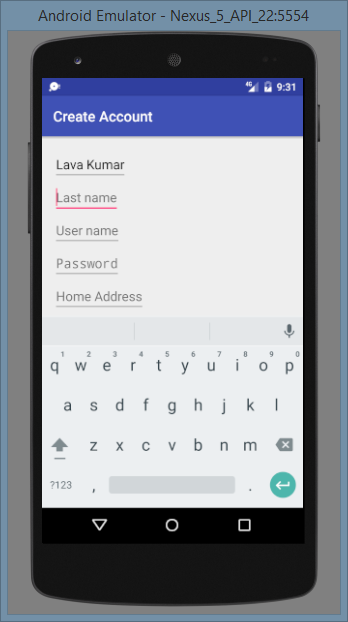 Android Emulator - Nexus_5_API_22:5554
4G 9:31
Create Account
Lava Kumar
Last name
User name
Password
Home Address
1 2 3 4 5 6 7 8 9 0
q w e r t y u i o p
a s d f g h j k l
z x c v b n m
?123 , .